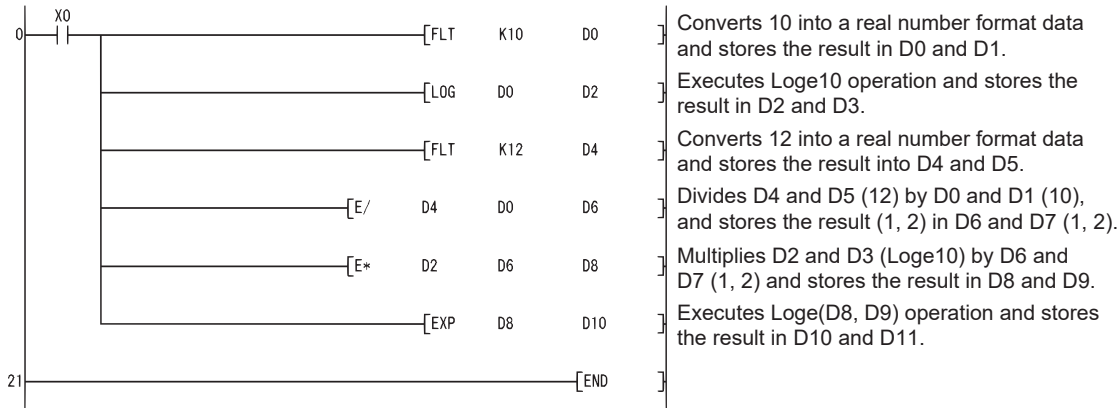 X0
0 [FLT K10 D0 ] Converts 10 into a real number format data
and stores the result in D0 and D1.
[LOG D0 D2 ] Executes Loge10 operation and stores the
result in D2 and D3.
[FLT K12 D4 ] Converts 12 into a real number format data
and stores the result into D4 and D5.
[E/ D4 D0 D6 ] Divides D4 and D5 (12) by D0 and D1 (10),
and stores the result (1, 2) in D6 and D7 (1, 2).
[E* D2 D6 D8 ] Multiplies D2 and D3 (Loge10) by D6 and
D7 (1, 2) and stores the result in D8 and D9.
[EXP D8 D10 ] Executes Loge(D8, D9) operation and stores
the result in D10 and D11.
21 [END ]